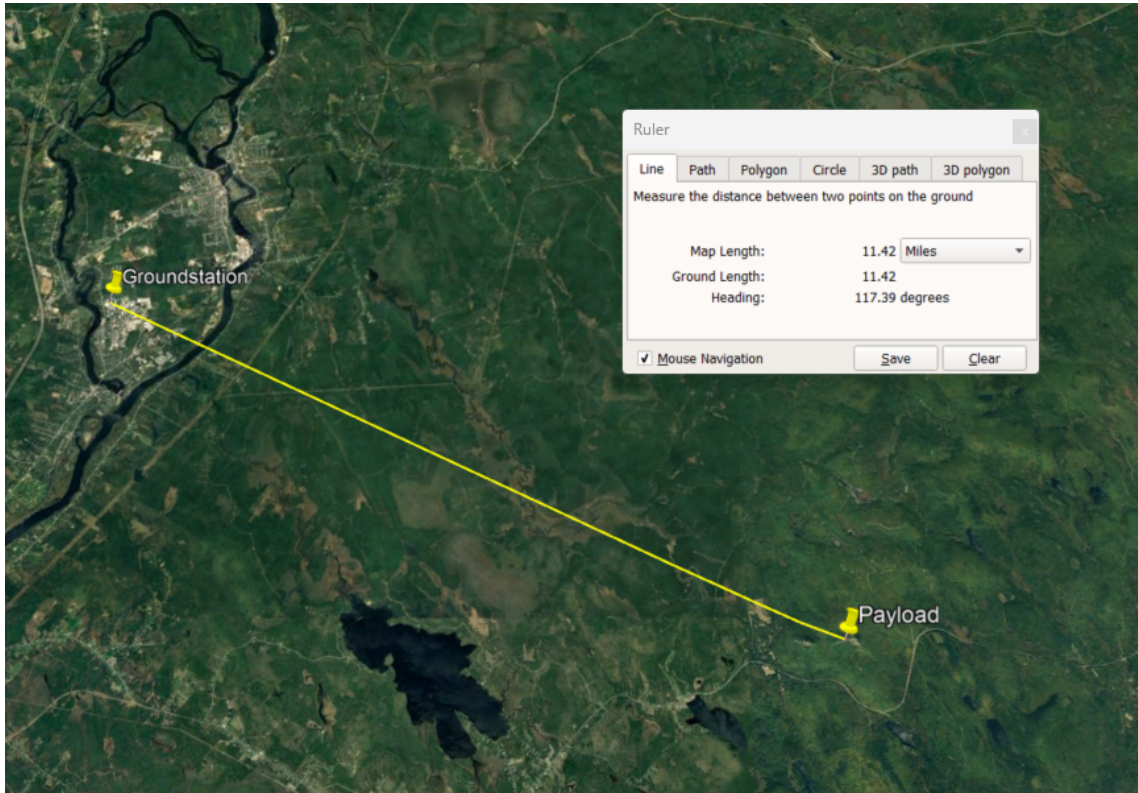 Ruler
Line Path Polygon Circle 3D path 3D polygon
Measure the distance between two points on the ground
Map Length: 11.42 Miles
Ground Length: 11.42
Heading: 117.39 degrees
Mouse Navigation Save Clear
Groundstation
Payload